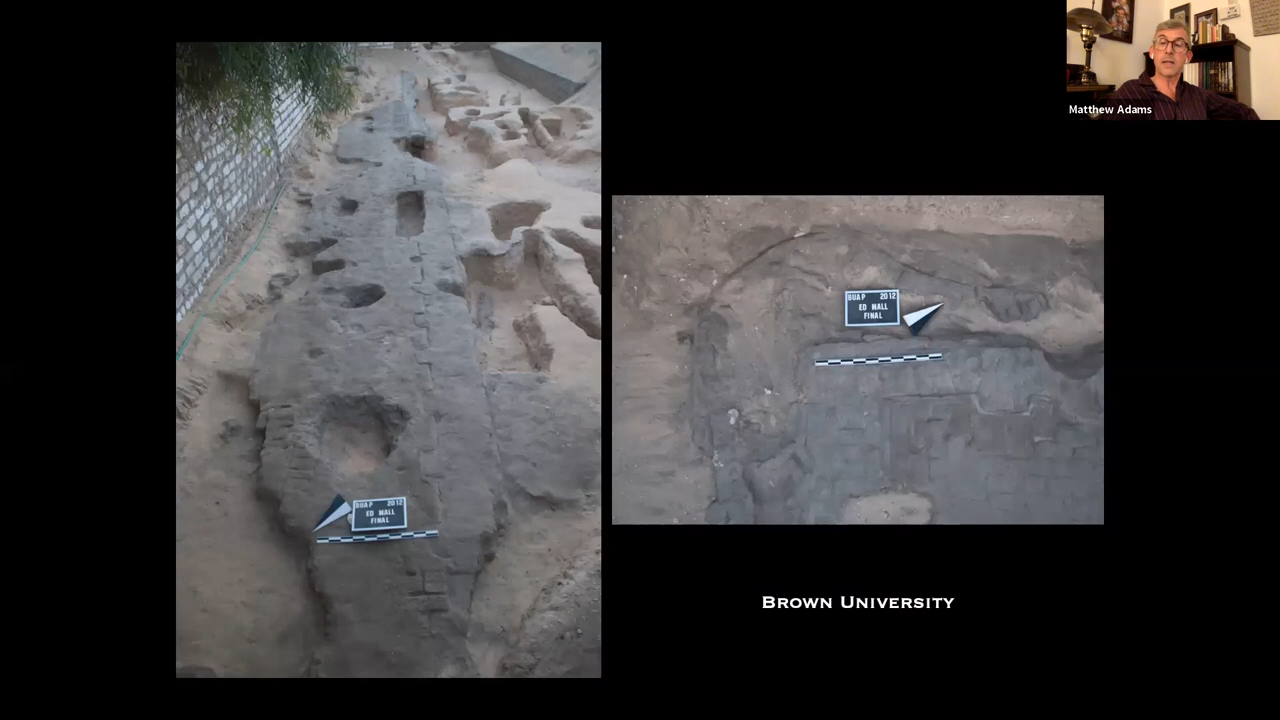 Matthew Adams
BUAP 2012
ED WALL
FINAL
BUAP 2012
ED WALL
FINAL
BROWN UNIVERSITY